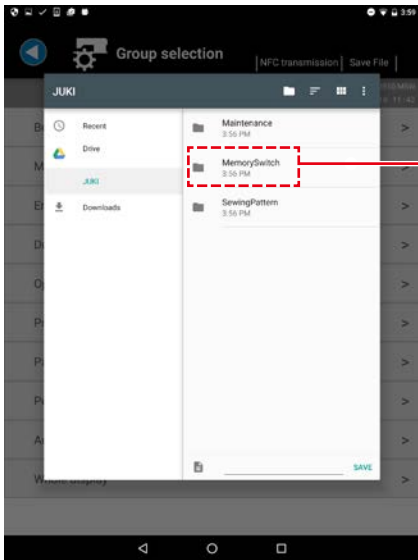 3:59
Group selection
NFC transmission
Save File
JUKI
Recent
Drive
JUKI
Downloads
Maintenance
3:56 PM
MemorySwitch
3:56 PM
SewingPattern
3:56 PM
SAVE